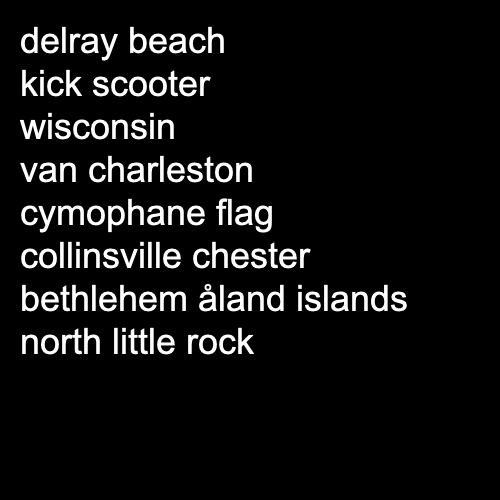 delray beach
kick scooter
wisconsin
van charleston
cymophane flag
collinsville chester
bethlehem åland islands
north little rock